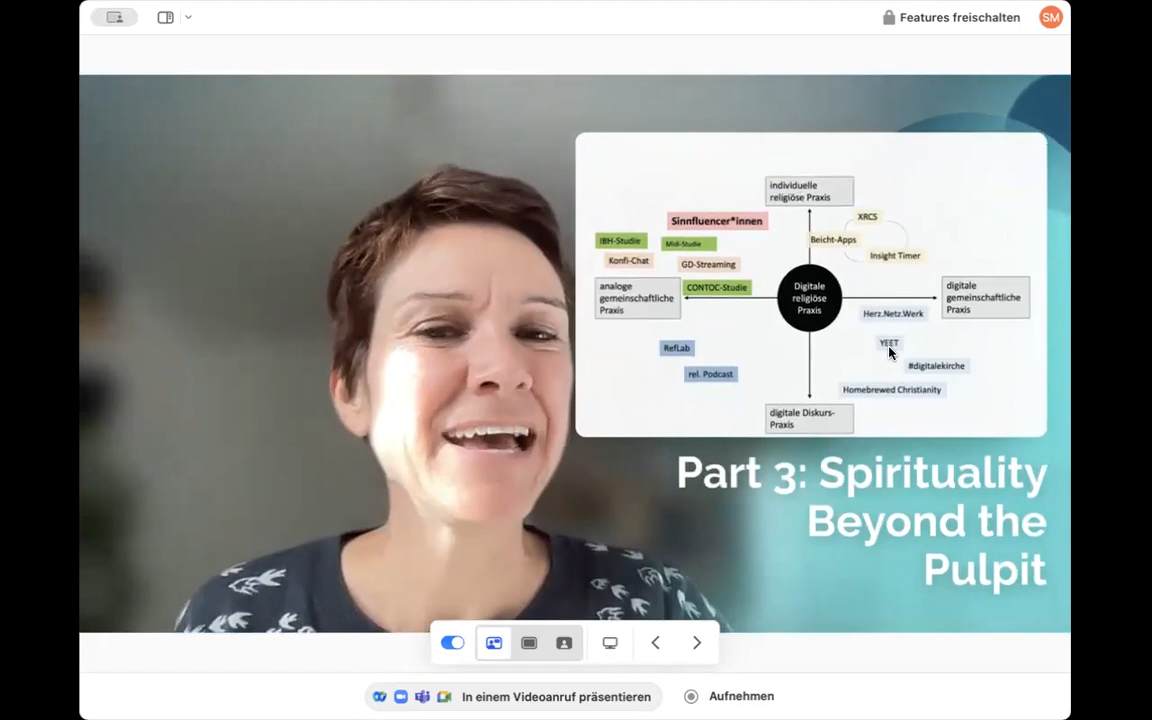 Features freischalten
SM
individuelle
religiöse Praxis
XRCS
Sinnfluencer*innen
Beicht-Apps
IBH-Studie
Mid-Studie
Insight Timer
Konfi-Chat
GD-Streaming
analoge
gemeinschaftliche
Praxis
CONTOC-Studie
Digitale
religiöse
Praxis
digitale
gemeinschaftliche
Praxis
Herz.Netz.Werk
YEET
RefLab
#digitalekirche
rel. Podcast
Homebrewed Christianity
digitale Diskurs-
Praxis
Part 3: Spirituality
Beyond the
Pulpit
In einem Videoanruf präsentieren
Aufnehmen